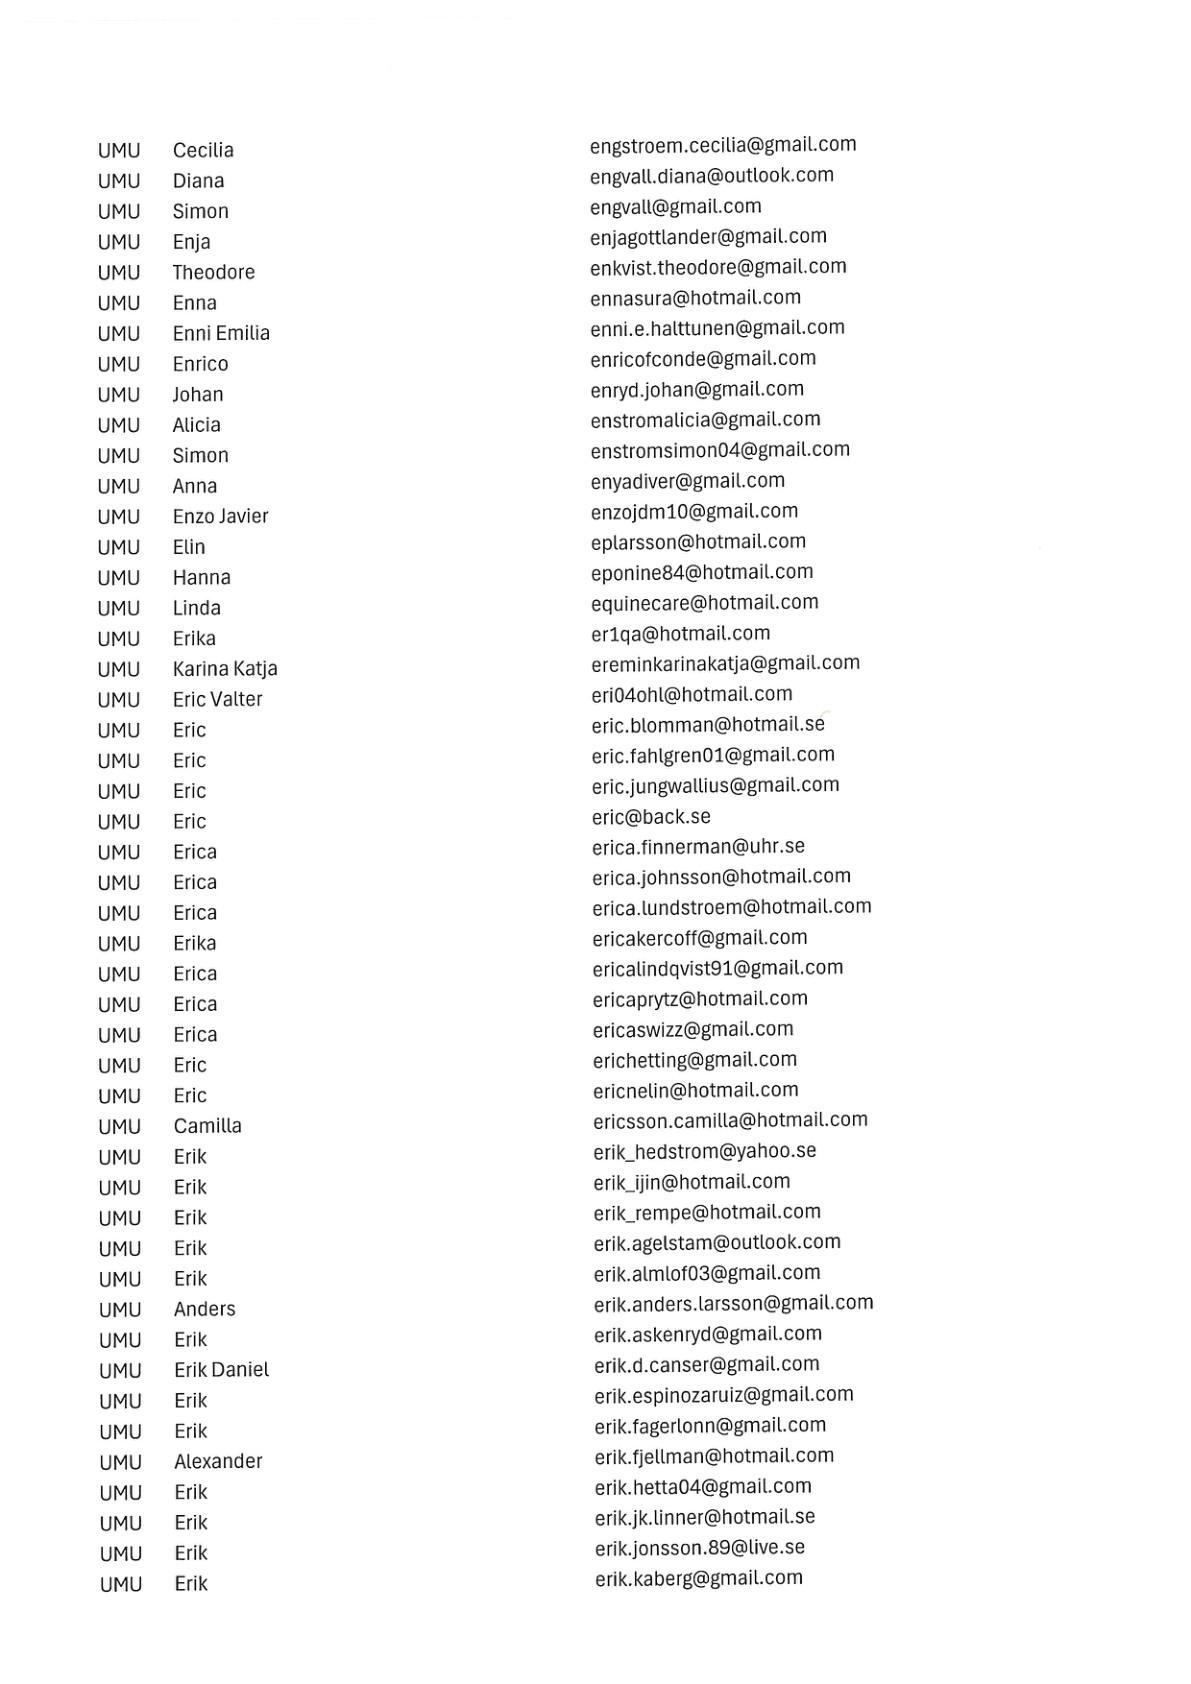 UMU Cecilia engstroem.cecilia@gmail.com
UMU Diana engvall.diana@outlook.com
UMU Simon engvall@gmail.com
UMU Enja enjagottlander@gmail.com
UMU Theodore enkvist.theodore@gmail.com
UMU Enna ennasura@hotmail.com
UMU Enni Emilia enni.e.halttunen@gmail.com
UMU Enrico enricofconde@gmail.com
UMU Johan enryd.johan@gmail.com
UMU Alicia enstromalicia@gmail.com
UMU Simon enstromsimon04@gmail.com
UMU Anna enyadiver@gmail.com
UMU Enzo Javier enzojdm10@gmail.com
UMU Elin eplarsson@hotmail.com
UMU Hanna eponine84@hotmail.com
UMU Linda equinecare@hotmail.com
UMU Erika er1qa@hotmail.com
UMU Karina Katja ereminkarinakatja@gmail.com
UMU Eric Valter eri04ohl@hotmail.com
UMU Eric eric.blomman@hotmail.se
UMU Eric eric.fahlgren01@gmail.com
UMU Eric eric.jungwallius@gmail.com
UMU Eric eric@back.se
UMU Erica erica.finnerman@uhr.se
UMU Erica erica.johnsson@hotmail.com
UMU Erica erica.lundstroem@hotmail.com
UMU Erika ericakercoff@gmail.com
UMU Erica ericalindqvist91@gmail.com
UMU Erica ericaprytz@hotmail.com
UMU Erica ericaswizz@gmail.com
UMU Eric erichetting@gmail.com
UMU Eric ericnelin@hotmail.com
UMU Camilla ericsson.camilla@hotmail.com
UMU Erik erik_hedstrom@yahoo.se
UMU Erik erik_ijin@hotmail.com
UMU Erik erik_rempe@hotmail.com
UMU Erik erik.agelstam@outlook.com
UMU Erik erik.almlof03@gmail.com
UMU Anders erik.anders.larsson@gmail.com
UMU Erik erik.askenryd@gmail.com
UMU Erik Daniel erik.d.canser@gmail.com
UMU Erik erik.espinozaruiz@gmail.com
UMU Erik erik.fagerlonn@gmail.com
UMU Alexander erik.fjellman@hotmail.com
UMU Erik erik.hetta04@gmail.com
UMU Erik erik.jk.linner@hotmail.se
UMU Erik erik.jonsson.89@live.se
UMU Erik erik.kaberg@gmail.com